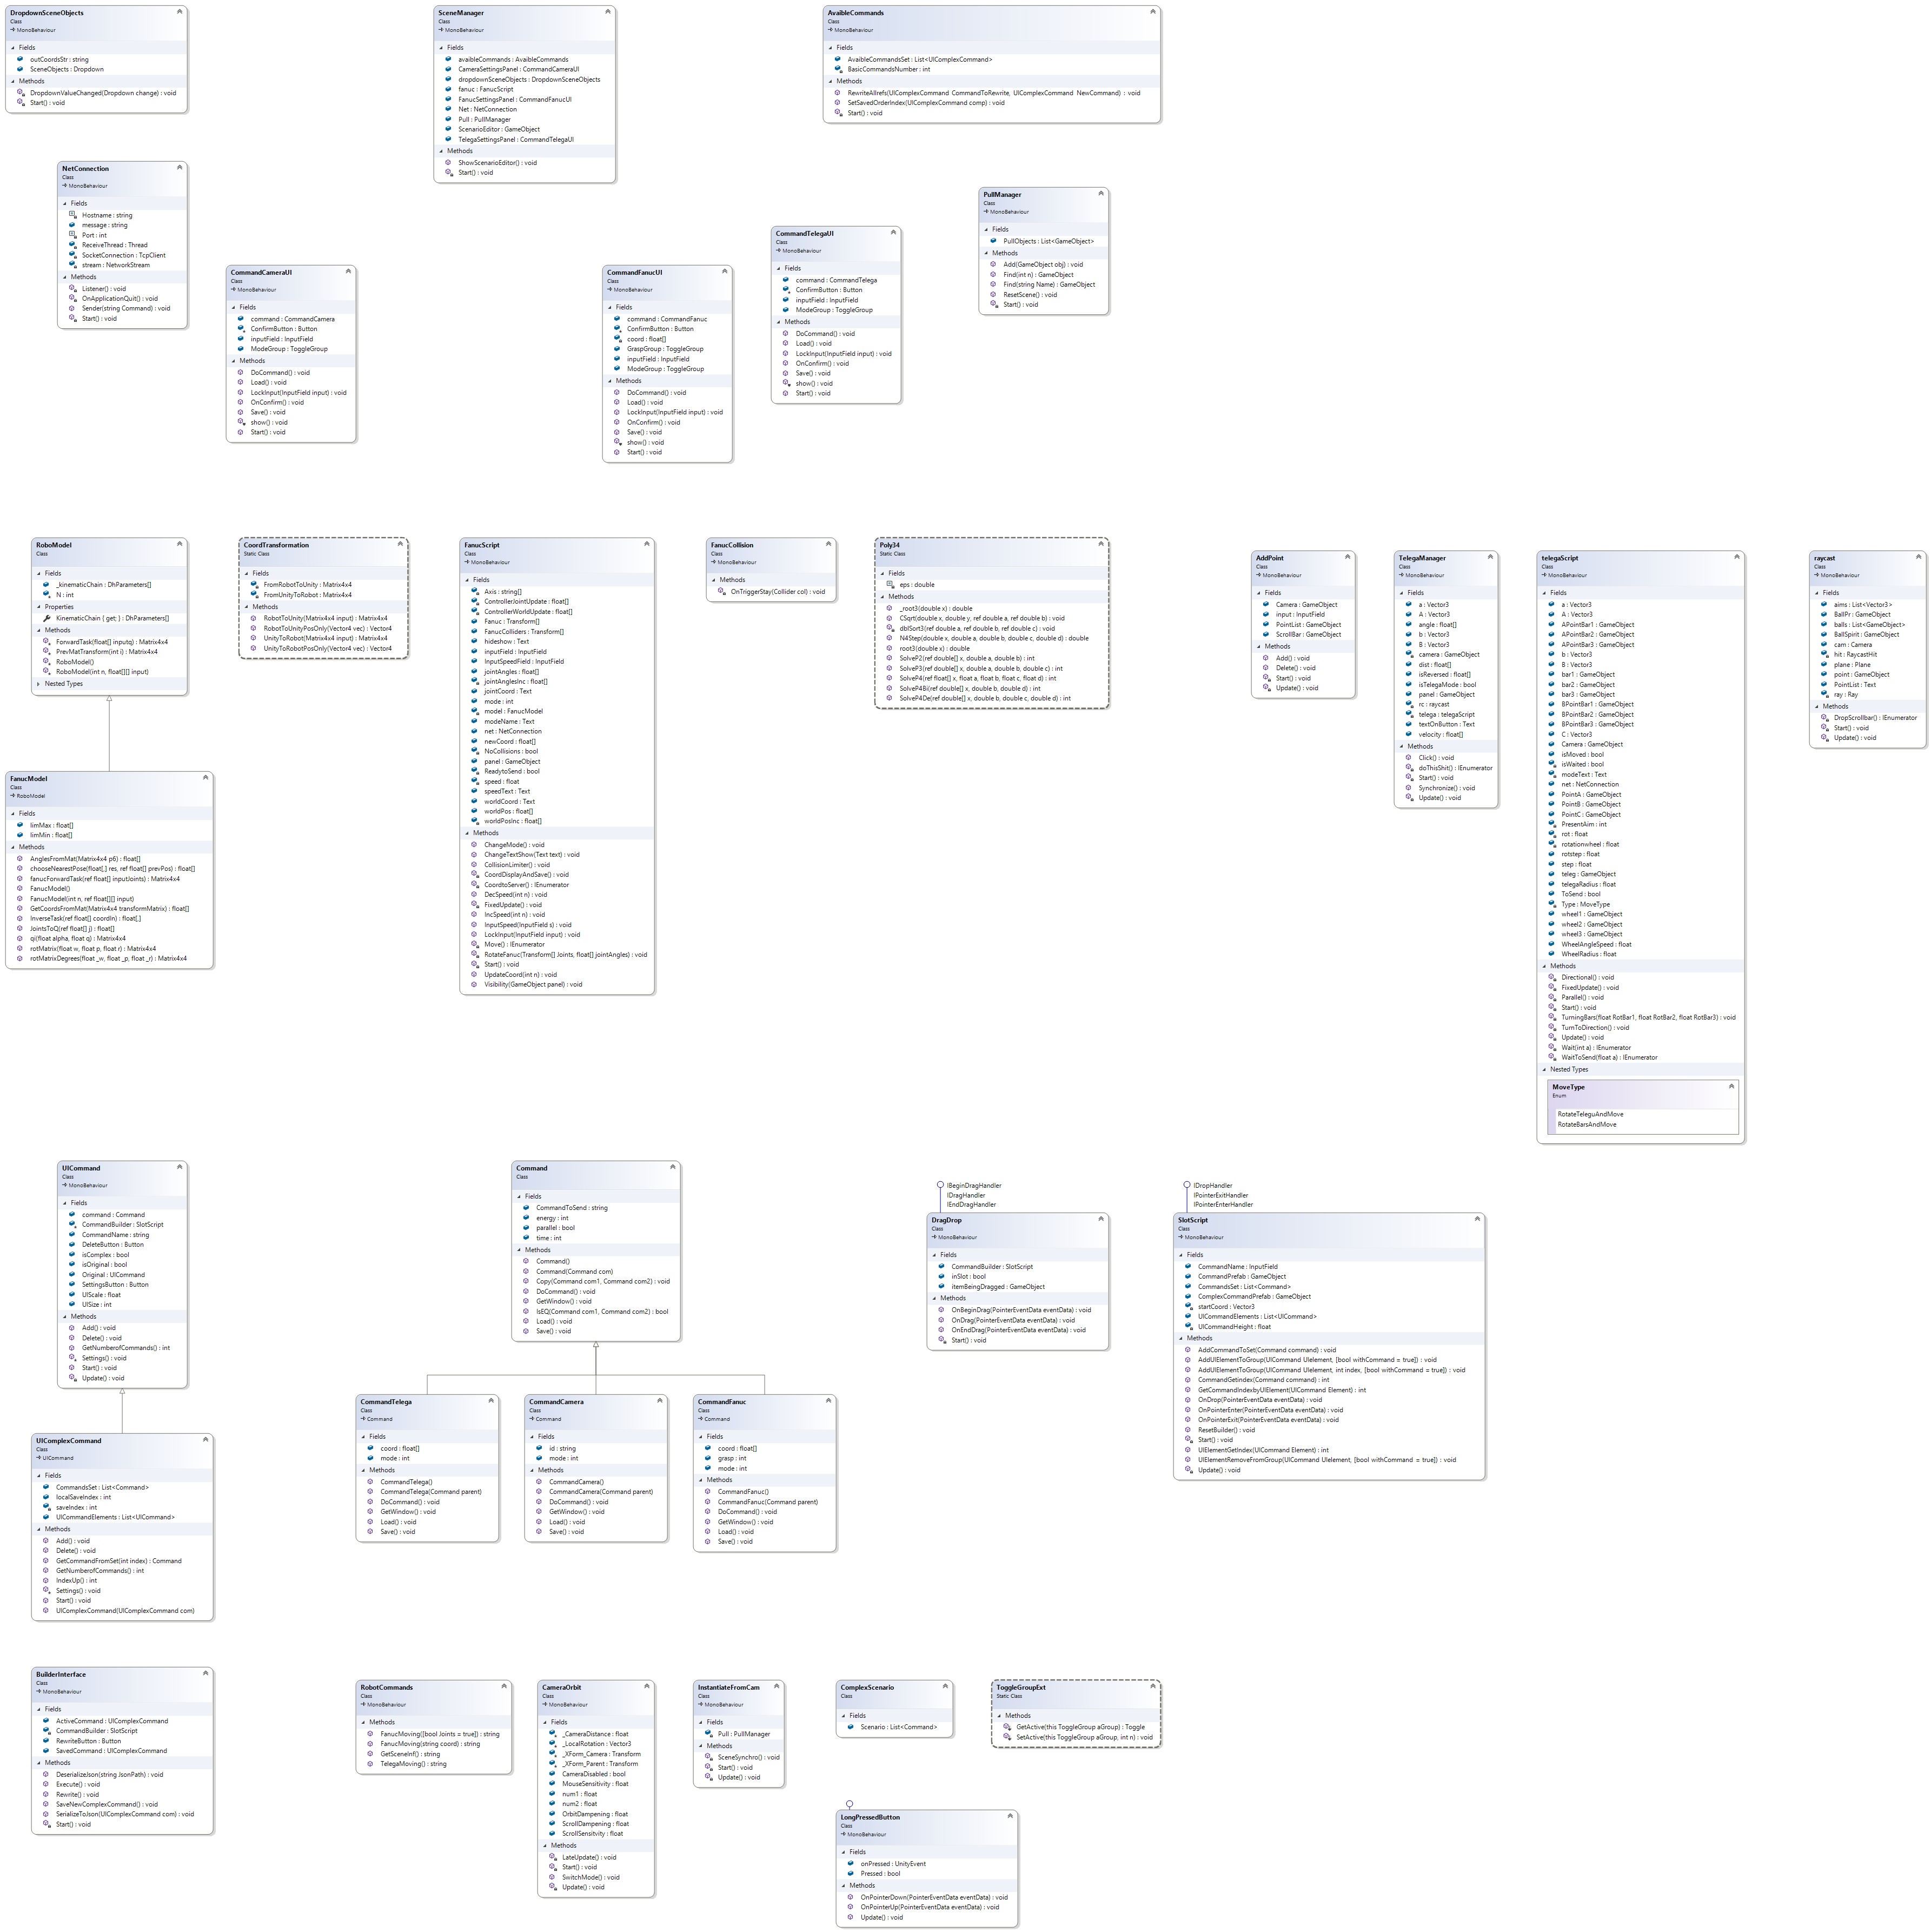 DropdownSceneObjects
Class
MonoBehaviour
Fields
outCoordsStr : string
SceneObjects : Dropdown
Methods
DropdownValueChanged(Dropdown change) : void
Start() : void
SceneManager
Class
MonoBehaviour
Fields
avaibleCommands : AvaibleCommands
CameraSettingsPanel : CommandCameraUI
dropdownSceneObjects : DropdownSceneObjects
fanuc : FanucScript
FanucSettingsPanel : CommandFanucUI
Net : NetConnection
Pull : PullManager
ScenarioEditor : GameObject
TelegaSettingsPanel : CommandTelegaUI
Methods
ShowScenarioEditor() : void
Start() : void
AvaibleCommands
Class
MonoBehaviour
Fields
AvaibleCommandsSet : List<UIComplexCommand>
BasicCommandsNumber : int
Methods
RewriteAllrefs(UIComplexCommand CommandToRewrite, UIComplexCommand NewCommand) : void
SetSavedOrderIndex(UIComplexCommand comp) : void
Start() : void
NetConnection
Class
MonoBehaviour
Fields
Hostname : string
message : string
Port : int
ReceiveThread : Thread
SocketConnection : TcpClient
stream : NetworkStream
Methods
Listener() : void
OnApplicationQuit() : void
Sender(string Command) : void
Start() : void
PullManager
Class
MonoBehaviour
Fields
PullObjects : List<GameObject>
Methods
Add(GameObject obj) : void
Find(int n) : GameObject
Find(string Name) : GameObject
ResetScene() : void
Start() : void
CommandCameraUI
Class
MonoBehaviour
Fields
command : CommandCamera
ConfirmButton : Button
inputField : InputField
ModeGroup : ToggleGroup
Methods
DoCommand() : void
Load() : void
LockInput(InputField input) : void
OnConfirm() : void
Save() : void
show() : void
Start() : void
CommandFanucUI
Class
MonoBehaviour
Fields
command : CommandFanuc
ConfirmButton : Button
coord : float[]
GraspGroup : ToggleGroup
inputField : InputField
ModeGroup : ToggleGroup
Methods
DoCommand() : void
Load() : void
LockInput(InputField input) : void
OnConfirm() : void
Save() : void
show() : void
Start() : void
CommandTelegaUI
Class
MonoBehaviour
Fields
command : CommandTelega
ConfirmButton : Button
inputField : InputField
ModeGroup : ToggleGroup
Methods
DoCommand() : void
Load() : void
LockInput(InputField input) : void
OnConfirm() : void
Save() : void
show() : void
Start() : void
RoboModel
Class
Fields
_kinematicChain : DhParameters[]
N : int
Properties
KinematicChain { get; } : DhParameters[]
Methods
ForwardTask(float[] inputq) : Matrix4x4
PrevMatTransform(int i) : Matrix4x4
RoboModel()
RoboModel(int n, float[][] input)
Nested Types
CoordTransformation
Static Class
Fields
FromRobotToUnity : Matrix4x4
FromUnityToRobot : Matrix4x4
Methods
RobotToUnity(Matrix4x4 input) : Matrix4x4
RobotToUnityPosOnly(Vector4 vec) : Vector4
UnityToRobot(Matrix4x4 input) : Matrix4x4
UnityToRobotPosOnly(Vector4 vec) : Vector4
FanucScript
Class
MonoBehaviour
Fields
Axis : string[]
ControllerJointUpdate : float[]
ControllerWorldUpdate : float[]
Fanuc : Transform[]
FanucColliders : Transform[]
hideshow : Text
inputField : InputField
InputSpeedField : InputField
jointAngles : float[]
jointAnglesInc : float[]
jointCoord : Text
mode : int
model : FanucModel
modeName : Text
net : NetConnection
newCoord : float[]
NoCollisions : bool
panel : GameObject
ReadytoSend : bool
speed : float
speedText : Text
worldCoord : Text
worldPos : float[]
worldPosInc : float[]
Methods
ChangeMode() : void
ChangeTextShow(Text text) : void
CollisionLimiter() : void
CoordDisplayAndSave() : void
CoordtoServer() : IEnumerator
DecSpeed(int n) : void
FixedUpdate() : void
IncSpeed(int n) : void
InputSpeed(InputField s) : void
LockInput(InputField input) : void
Move() : IEnumerator
RotateFanuc(Transform[] Joints, float[] jointAngles) : void
Start() : void
UpdateCoord(int n) : void
Visibility(GameObject panel) : void
FanucCollision
Class
MonoBehaviour
Methods
OnTriggerStay(Collider col) : void
Poly34
Static Class
Fields
eps : double
Methods
_root3(double x) : double
CSqrt(double x, double y, ref double a, ref double b) : void
dblSort3(ref double a, ref double b, ref double c) : void
N4Step(double x, double a, double b, double c, double d) : double
root3(double x) : double
SolveP2(ref double[] x, double a, double b) : int
SolveP3(ref double[] x, double a, double b, double c) : int
SolveP4(ref float[] x, float a, float b, float c, float d) : int
SolveP4Bi(ref double[] x, double b, double d) : int
SolveP4De(ref double[] x, double b, double c, double d) : int
AddPoint
Class
MonoBehaviour
Fields
Camera : GameObject
input : InputField
PointList : GameObject
ScrollBar : GameObject
Methods
Add() : void
Delete() : void
Start() : void
Update() : void
TelegaManager
Class
MonoBehaviour
Fields
a : Vector3
A : Vector3
angle : float[]
b : Vector3
B : Vector3
camera : GameObject
dist : float[]
isReversed : float[]
isTelegaMode : bool
panel : GameObject
rc : raycast
telega : telegaScript
textOnButton : Text
velocity : float[]
Methods
Click() : void
doThisShit() : IEnumerator
Start() : void
Synchronize() : void
Update() : void
telegaScript
Class
MonoBehaviour
Fields
a : Vector3
A : Vector3
APointBar1 : GameObject
APointBar2 : GameObject
APointBar3 : GameObject
b : Vector3
B : Vector3
bar1 : GameObject
bar2 : GameObject
bar3 : GameObject
BPointBar1 : GameObject
BPointBar2 : GameObject
BPointBar3 : GameObject
C : Vector3
Camera : GameObject
isMoved : bool
isWaited : bool
modeText : Text
net : NetConnection
PointA : GameObject
PointB : GameObject
PointC : GameObject
PresentAim : int
rot : float
rotationwheel : float
rotstep : float
step : float
teleg : GameObject
telegaRadius : float
ToSend : bool
Type : MoveType
wheel1 : GameObject
wheel2 : GameObject
wheel3 : GameObject
WheelAngleSpeed : float
WheelRadius : float
Methods
Directional() : void
FixedUpdate() : void
Parallel() : void
Start() : void
TurningBars(float RotBar1, float RotBar2, float RotBar3) : void
TurnToDirection() : void
Update() : void
Wait(int a) : IEnumerator
WaitToSend(float a) : IEnumerator
Nested Types
MoveType
Enum
RotateTeleguAndMove
RotateBarsAndMove
raycast
Class
MonoBehaviour
Fields
aims : List<Vector3>
BallPr : GameObject
balls : List<GameObject>
BallSpirit : GameObject
cam : Camera
hit : RaycastHit
plane : Plane
point : GameObject
PointList : Text
ray : Ray
Methods
DropScrollbar() : IEnumerator
Start() : void
Update() : void
FanucModel
Class
RoboModel
Fields
limMax : float[]
limMin : float[]
Methods
AnglesFromMat(Matrix4x4 p6) : float[]
chooseNearestPose(float[,] res, ref float[] prevPos) : float[]
fanucForwardTask(ref float[] inputJoints) : Matrix4x4
FanucModel()
FanucModel(int n, ref float[][] input)
GetCoordsFromMat(Matrix4x4 transformMatrix) : float[]
InverseTask(ref float[] coordIn) : float[,]
JointsToQ(ref float[] j) : float[]
qi(float alpha, float q) : Matrix4x4
rotMatrix(float w, float p, float r) : Matrix4x4
rotMatrixDegrees(float _w, float _p, float _r) : Matrix4x4
UICommand
Class
MonoBehaviour
Fields
command : Command
CommandBuilder : SlotScript
CommandName : string
DeleteButton : Button
isComplex : bool
isOriginal : bool
Original : UICommand
SettingsButton : Button
UIScale : float
UISize : int
Methods
Add() : void
Delete() : void
GetNumberofCommands() : int
Settings() : void
Start() : void
Update() : void
Command
Class
Fields
CommandToSend : string
energy : int
parallel : bool
time : int
Methods
Command()
Command(Command com)
Copy(Command com1, Command com2) : void
DoCommand() : void
GetWindow() : void
IsEQ(Command com1, Command com2) : bool
Load() : void
Save() : void
IBeginDragHandler
IDragHandler
IEndDragHandler
DragDrop
Class
MonoBehaviour
Fields
CommandBuilder : SlotScript
inSlot : bool
itemBeingDragged : GameObject
Methods
OnBeginDrag(PointerEventData eventData) : void
OnDrag(PointerEventData eventData) : void
OnEndDrag(PointerEventData eventData) : void
Start() : void
IDropHandler
IPointerExitHandler
IPointerEnterHandler
SlotScript
Class
MonoBehaviour
Fields
CommandName : InputField
CommandPrefab : GameObject
CommandsSet : List<Command>
ComplexCommandPrefab : GameObject
startCoord : Vector3
UICommandElements : List<UICommand>
UICommandHeight : float
Methods
AddCommandToSet(Command command) : void
AddUIElementToGroup(UICommand UIelement, [bool withCommand = true]) : void
AddUIElementToGroup(UICommand UIelement, int index, [bool withCommand = true]) : void
CommandGetindex(Command command) : int
GetCommandIndexbyUIElement(UICommand Element) : int
OnDrop(PointerEventData eventData) : void
OnPointerEnter(PointerEventData eventData) : void
OnPointerExit(PointerEventData eventData) : void
ResetBuilder() : void
Start() : void
UIElementGetIndex(UICommand Element) : int
UIElementRemoveFromGroup(UICommand UIelement, [bool withCommand = true]) : void
Update() : void
CommandTelega
Class
Command
Fields
coord : float[]
mode : int
Methods
CommandTelega()
CommandTelega(Command parent)
DoCommand() : void
GetWindow() : void
Load() : void
Save() : void
CommandCamera
Class
Command
Fields
id : string
mode : int
Methods
CommandCamera()
CommandCamera(Command parent)
DoCommand() : void
GetWindow() : void
Load() : void
Save() : void
CommandFanuc
Class
Command
Fields
coord : float[]
grasp : int
mode : int
Methods
CommandFanuc()
CommandFanuc(Command parent)
DoCommand() : void
GetWindow() : void
Load() : void
Save() : void
UIComplexCommand
Class
UICommand
Fields
CommandsSet : List<Command>
localSaveIndex : int
saveIndex : int
UICommandElements : List<UICommand>
Methods
Add() : void
Delete() : void
GetCommandFromSet(int index) : Command
GetNumberofCommands() : int
IndexUp() : int
Settings() : void
Start() : void
UIComplexCommand(UIComplexCommand com)
BuilderInterface
Class
MonoBehaviour
Fields
ActiveCommand : UIComplexCommand
CommandBuilder : SlotScript
RewriteButton : Button
SavedCommand : UIComplexCommand
Methods
DeserializeJson(string JsonPath) : void
Execute() : void
Rewrite() : void
SaveNewComplexCommand() : void
SerializeToJson(UIComplexCommand com) : void
Start() : void
RobotCommands
Class
MonoBehaviour
Methods
FanucMoving([bool Joints = true]) : string
FanucMoving(string coord) : string
GetSceneInf() : string
TelegaMoving() : string
CameraOrbit
Class
MonoBehaviour
Fields
_CameraDistance : float
_LocalRotation : Vector3
_XForm_Camera : Transform
_XForm_Parent : Transform
CameraDisabled : bool
MouseSensitivity : float
num1 : float
num2 : float
OrbitDampening : float
ScrollDampening : float
ScrollSensitvity : float
Methods
LateUpdate() : void
Start() : void
SwitchMode() : void
Update() : void
InstantiateFromCam
Class
MonoBehaviour
Fields
Pull : PullManager
Methods
SceneSynchro() : void
Start() : void
Update() : void
ComplexScenario
Class
Fields
Scenario : List<Command>
ToggleGroupExt
Static Class
Methods
GetActive(this ToggleGroup aGroup) : Toggle
SetActive(this ToggleGroup aGroup, int n) : void
LongPressedButton
Class
MonoBehaviour
Fields
onPressed : UnityEvent
Pressed : bool
Methods
OnPointerDown(PointerEventData eventData) : void
OnPointerUp(PointerEventData eventData) : void
Update() : void